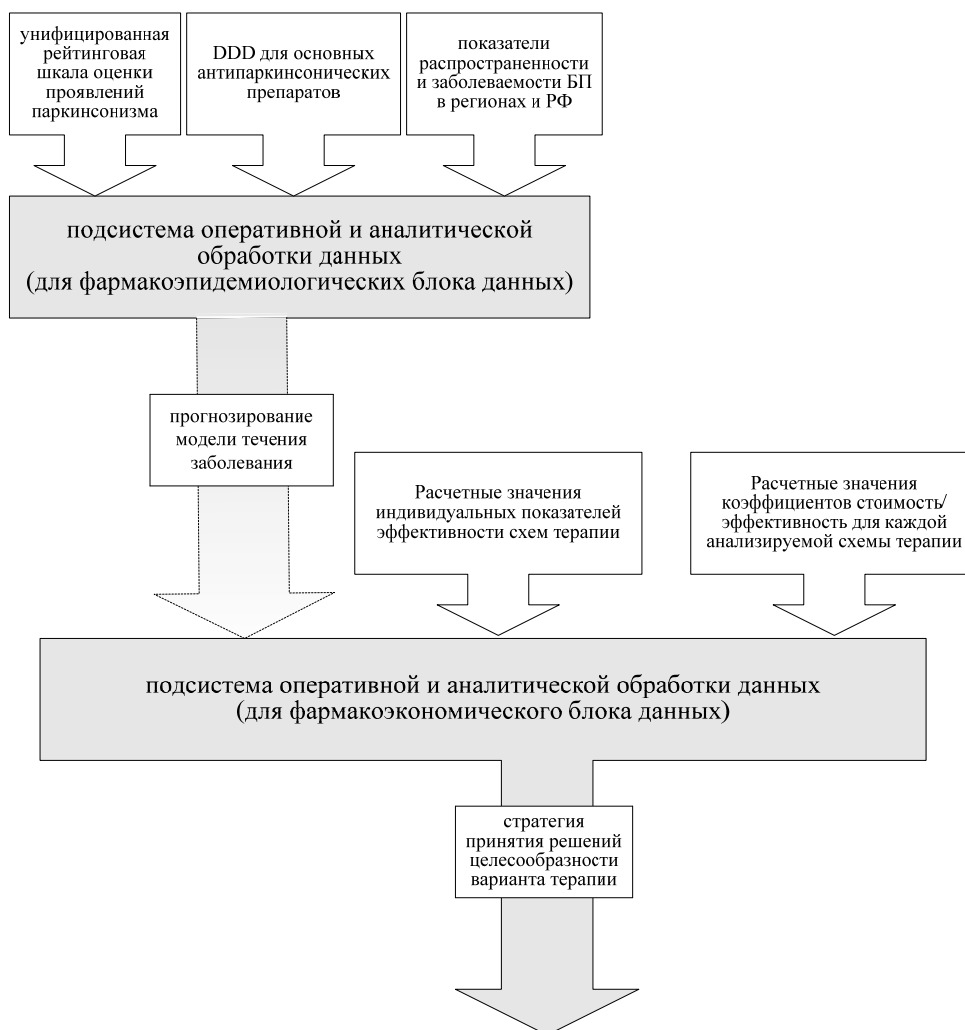 унифицированная
рейтинговая
шкала оценки
проявлений
паркинсонизма
DDD для основных
антипаркинсонических
препаратов
показатели
распространенности
и заболеваемости БП
в регионах и РФ
подсистема оперативной и аналитической
обработки данных
(для фармакоэпидемиологических блока данных)
прогнозирование
модели течения
заболевания
Расчетные значения
индивидуальных показателей
эффективности схем терапии
Расчетные значения
коэффициентов стоимость/
эффективность для каждой
анализируемой схемы терапии
подсистема оперативной и аналитической обработки данных
(для фармакоэкономического блока данных)
стратегия
принятия решений
целесообразности
варианта терапии